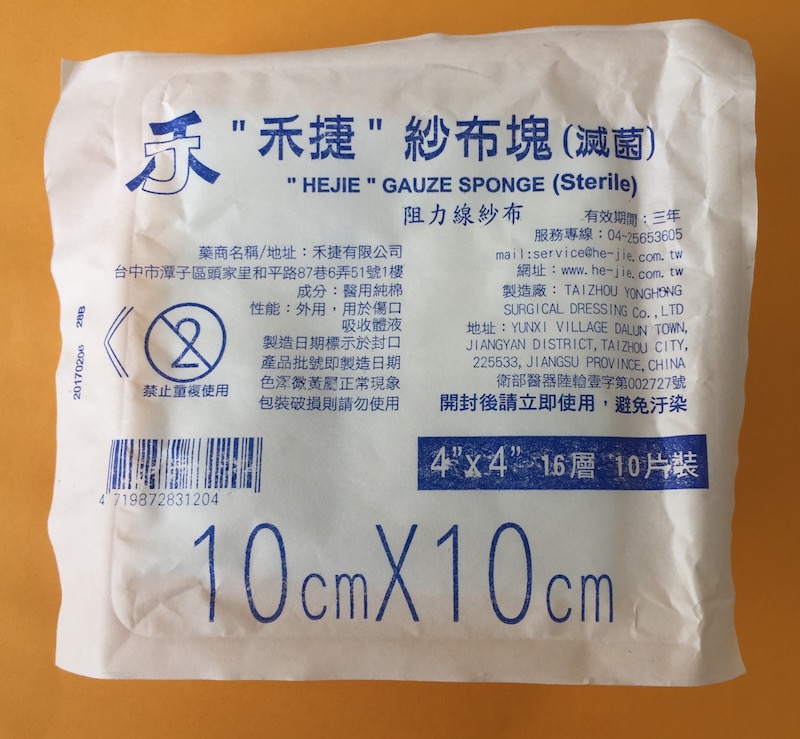 "禾捷"紗布塊(滅菌)
"HEJIE" GAUZE SPONGE (Sterile)
阻力線紗布
藥商名稱/地址：禾捷有限公司
台中市潭子區頭家里和平路87巷6弄51號1樓
成分：醫用純棉
性能：外用，用於傷口
吸收體液
製造日期標示於封口
產品批號即製造日期
色澤微黃屬正常現象
包裝破損則請勿使用
2
禁止重複使用
20170206 28B
有效期間：三年
服務專線：04-25653605
mail:service@he-jie.com.tw
網址：www.he-jie.com.tw
製造廠：TAIZHOU YONGHONG
SURGICAL DRESSING Co.,LTD
地址：YUNXI VILLAGE DALUN TOWN,
JIANGYAN DISTRICT,TAIZHOU CITY,
225533,JIANGSU PROVINCE,CHINA
衛部醫器陸輸壹字第002727號
開封後請立即使用，避免汙染
4"x4" 16層 10片裝
4 719872831204
10cmX10cm